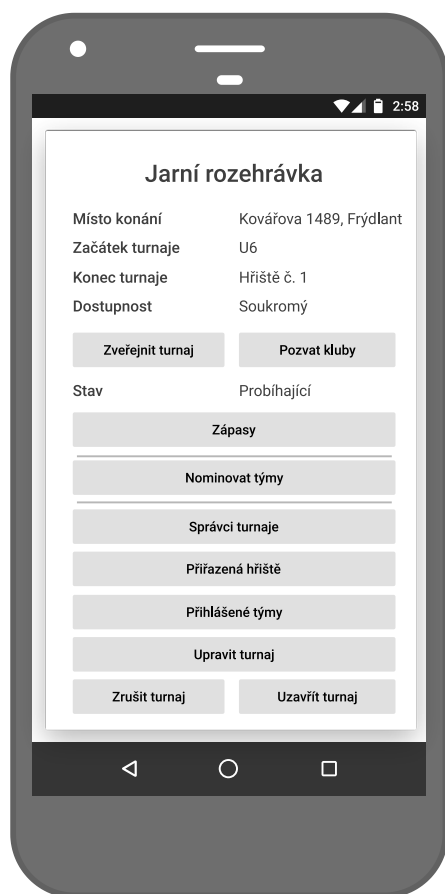 2:58
Jarní rozehrávka
Místo konání Kovářova 1489, Frýdlant
Začátek turnaje U6
Konec turnaje Hřiště č. 1
Dostupnost Soukromý
Zveřejnit turnaj Pozvat kluby
Stav Probíhající
Zápasy
Nominovat týmy
Správci turnaje
Přiřazená hřiště
Přihlášené týmy
Upravit turnaj
Zrušit turnaj Uzavřít turnaj